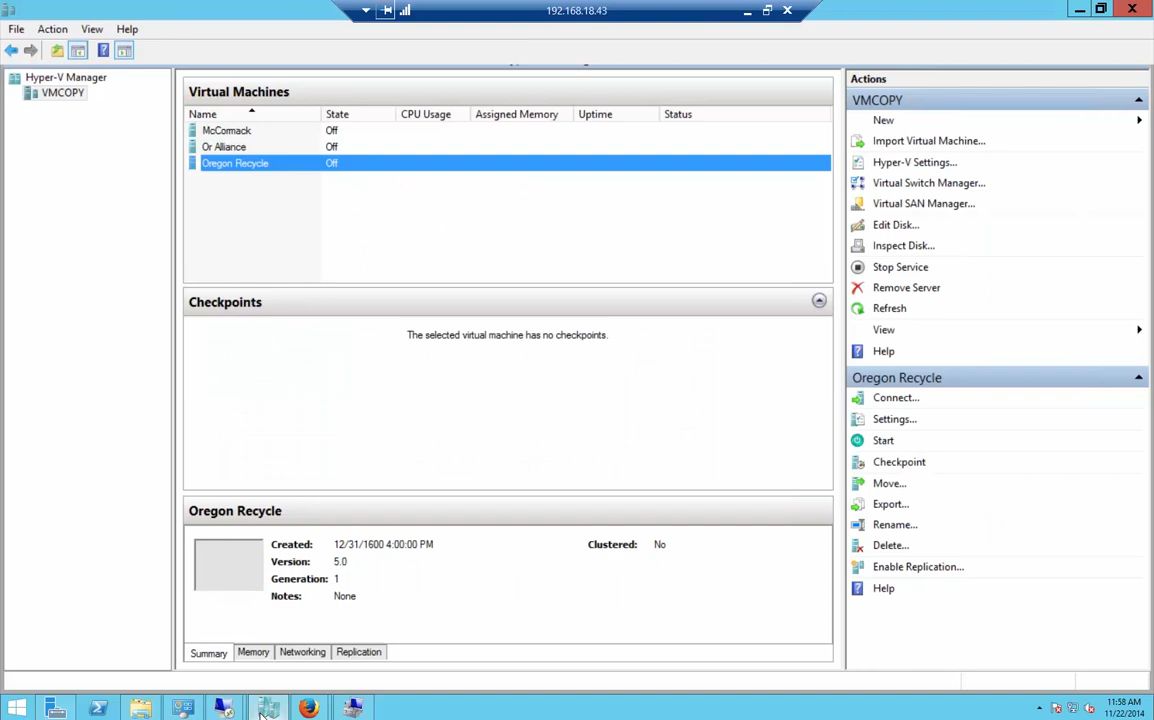 192.168.18.43
File Action View Help
Hyper-V Manager
VMCOPY
Virtual Machines
Name State CPU Usage Assigned Memory Uptime Status
McCormack Off
Or Alliance Off
Oregon Recycle Off
Checkpoints
The selected virtual machine has no checkpoints.
Oregon Recycle
Created: 12/31/1600 4:00:00 PM Clustered: No
Version: 5.0
Generation: 1
Notes: None
Summary Memory Networking Replication
Actions
VMCOPY
New
Import Virtual Machine...
Hyper-V Settings...
Virtual Switch Manager...
Virtual SAN Manager...
Edit Disk...
Inspect Disk...
Stop Service
Remove Server
Refresh
View
Help
Oregon Recycle
Connect...
Settings...
Start
Checkpoint
Move...
Export...
Rename...
Delete...
Enable Replication...
Help
11:58 AM
11/22/2014